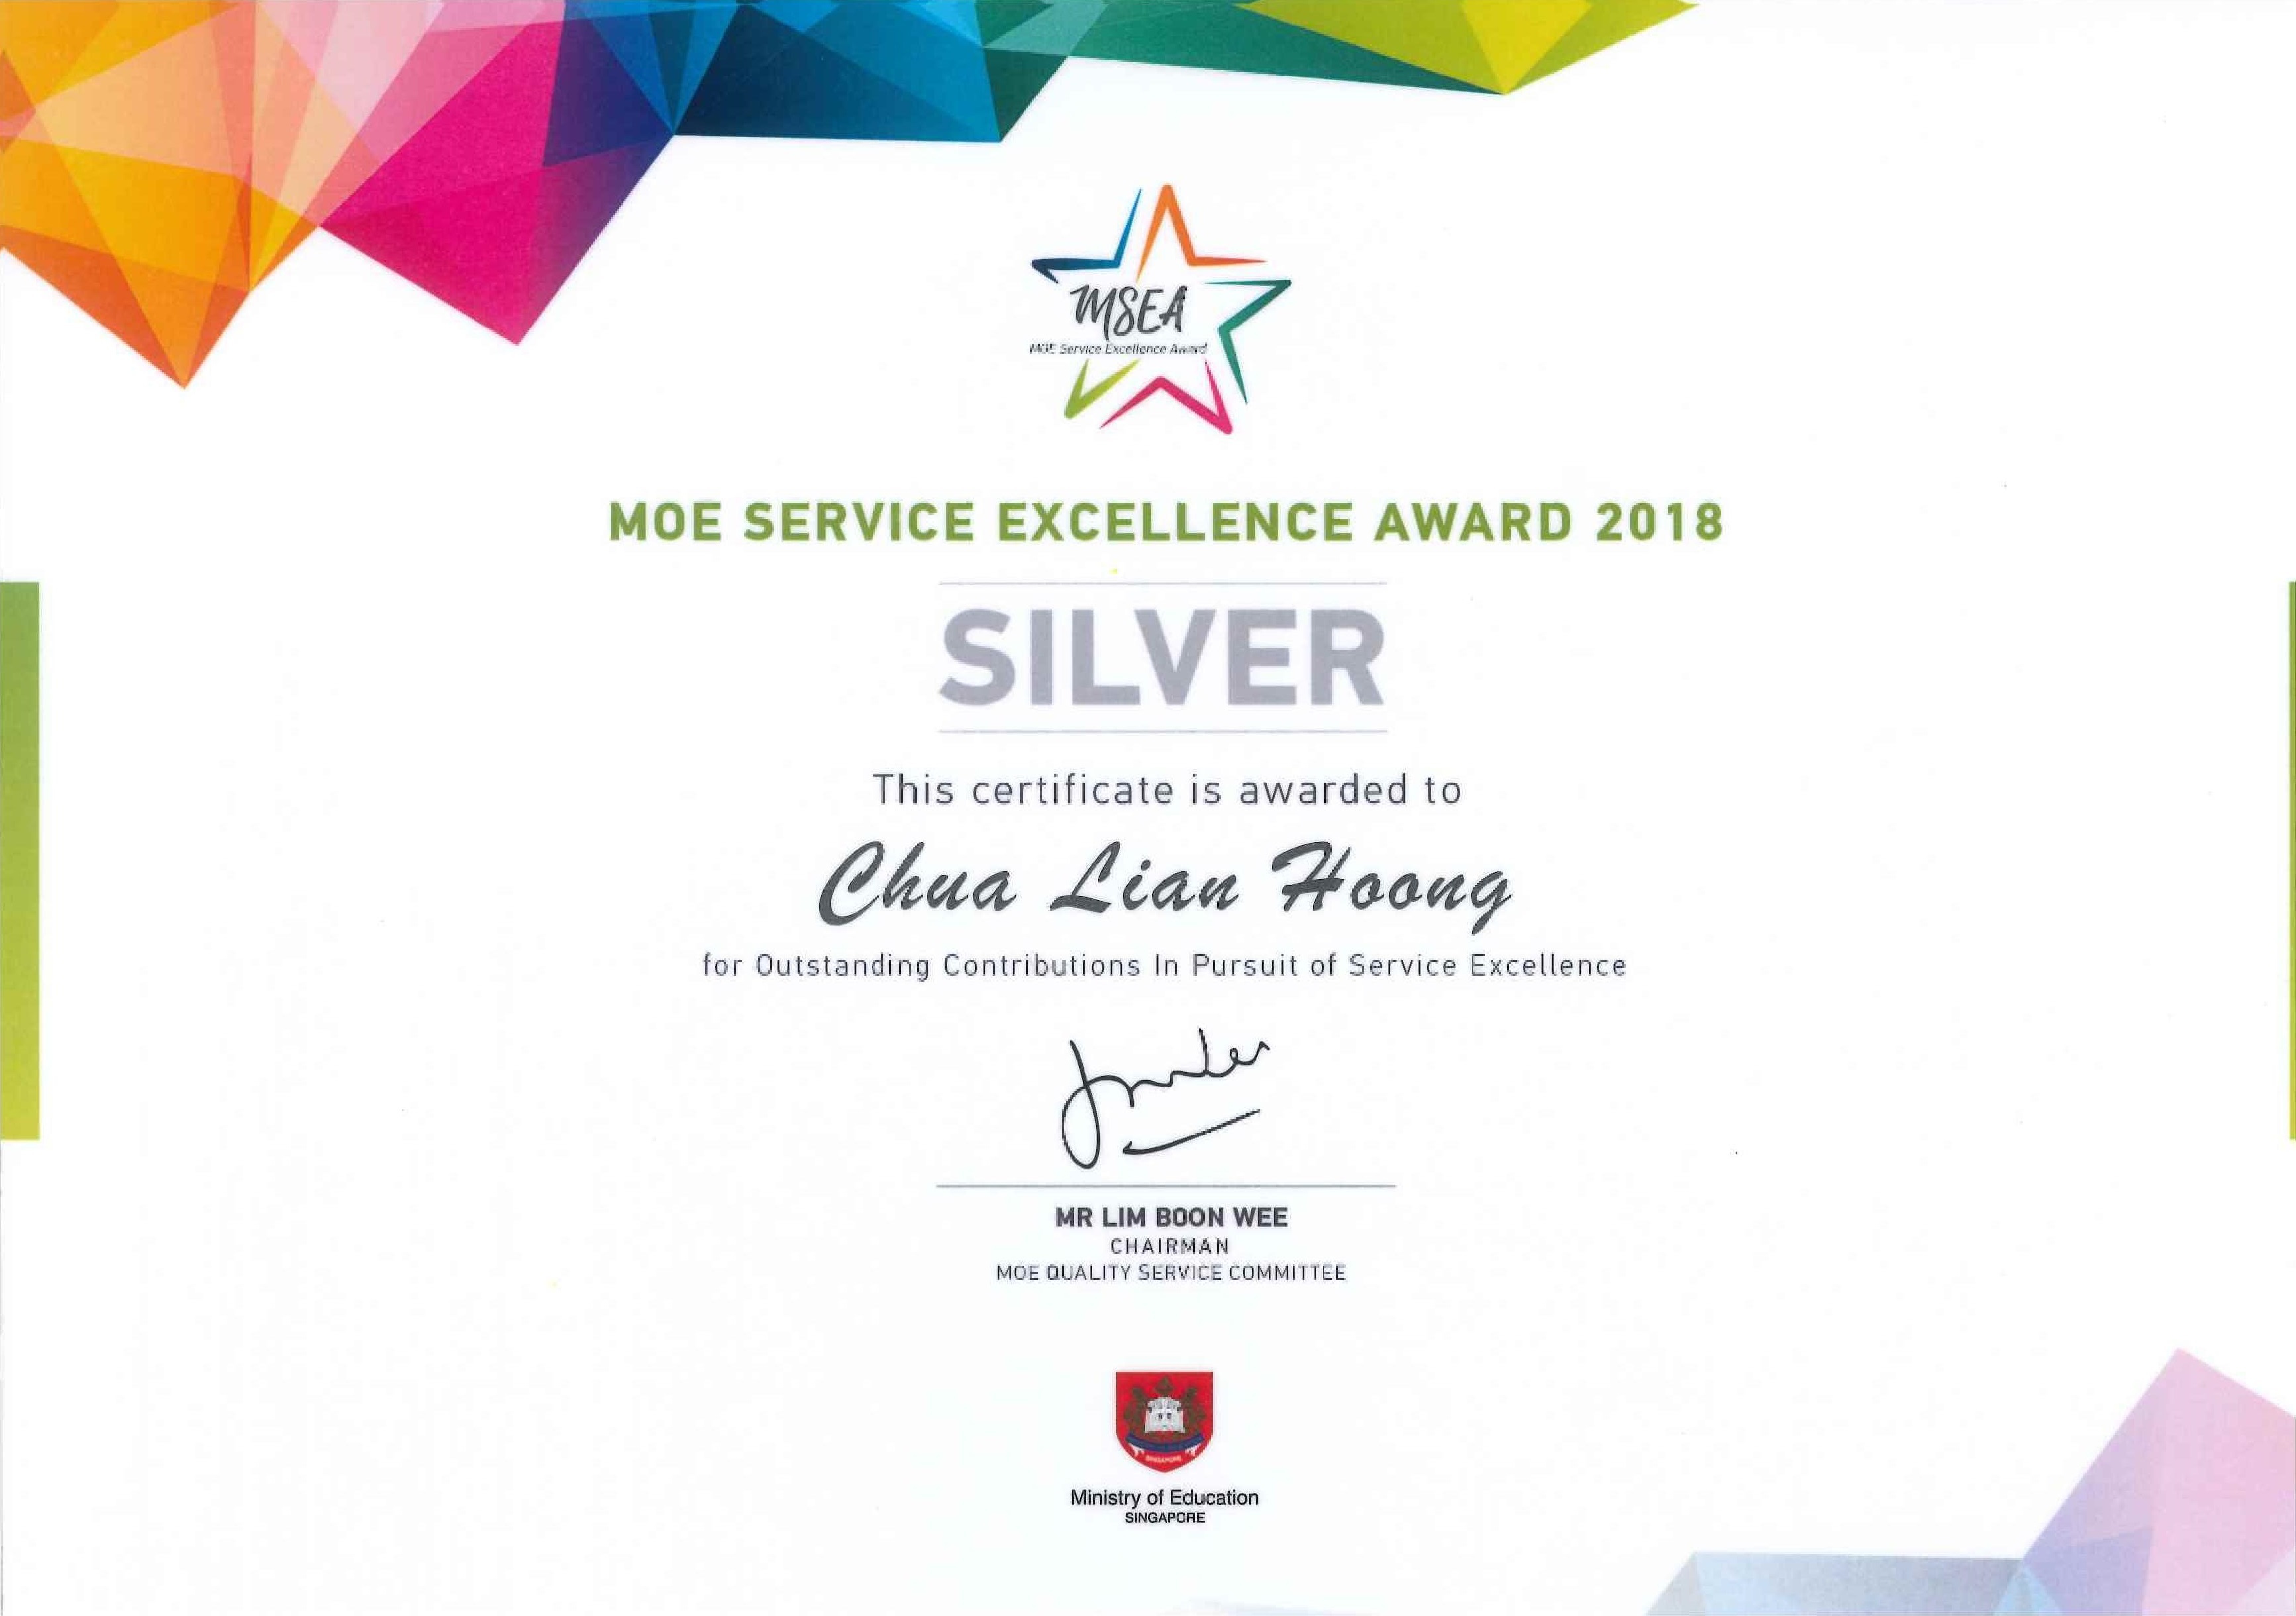 MSEA
MOE Service Excellence Award
MOE SERVICE EXCELLENCE AWARD 2018
SILVER
This certificate is awarded to
Chua Lian Hoong
for Outstanding Contributions In Pursuit of Service Excellence
MR LIM BOON WEE
CHAIRMAN
MOE QUALITY SERVICE COMMITTEE
SINGAPORE
Ministry of Education
SINGAPORE